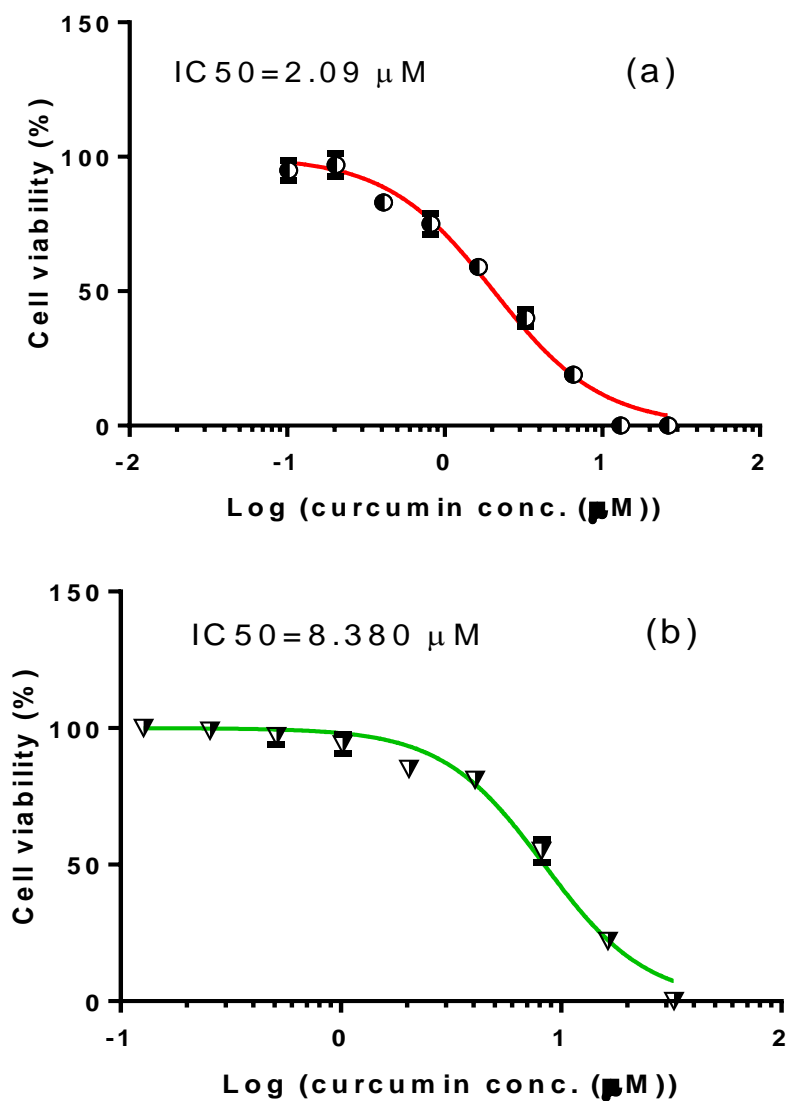 150
IC50=2.09 μM
(a)
100
Cell viability (%)
50
0
-2 -1 0 1 2
Log (curcumin conc. (μM))
150
IC50=8.380 μM
(b)
100
Cell viability (%)
50
0
-1 0 1 2
Log (curcumin conc. (μM))